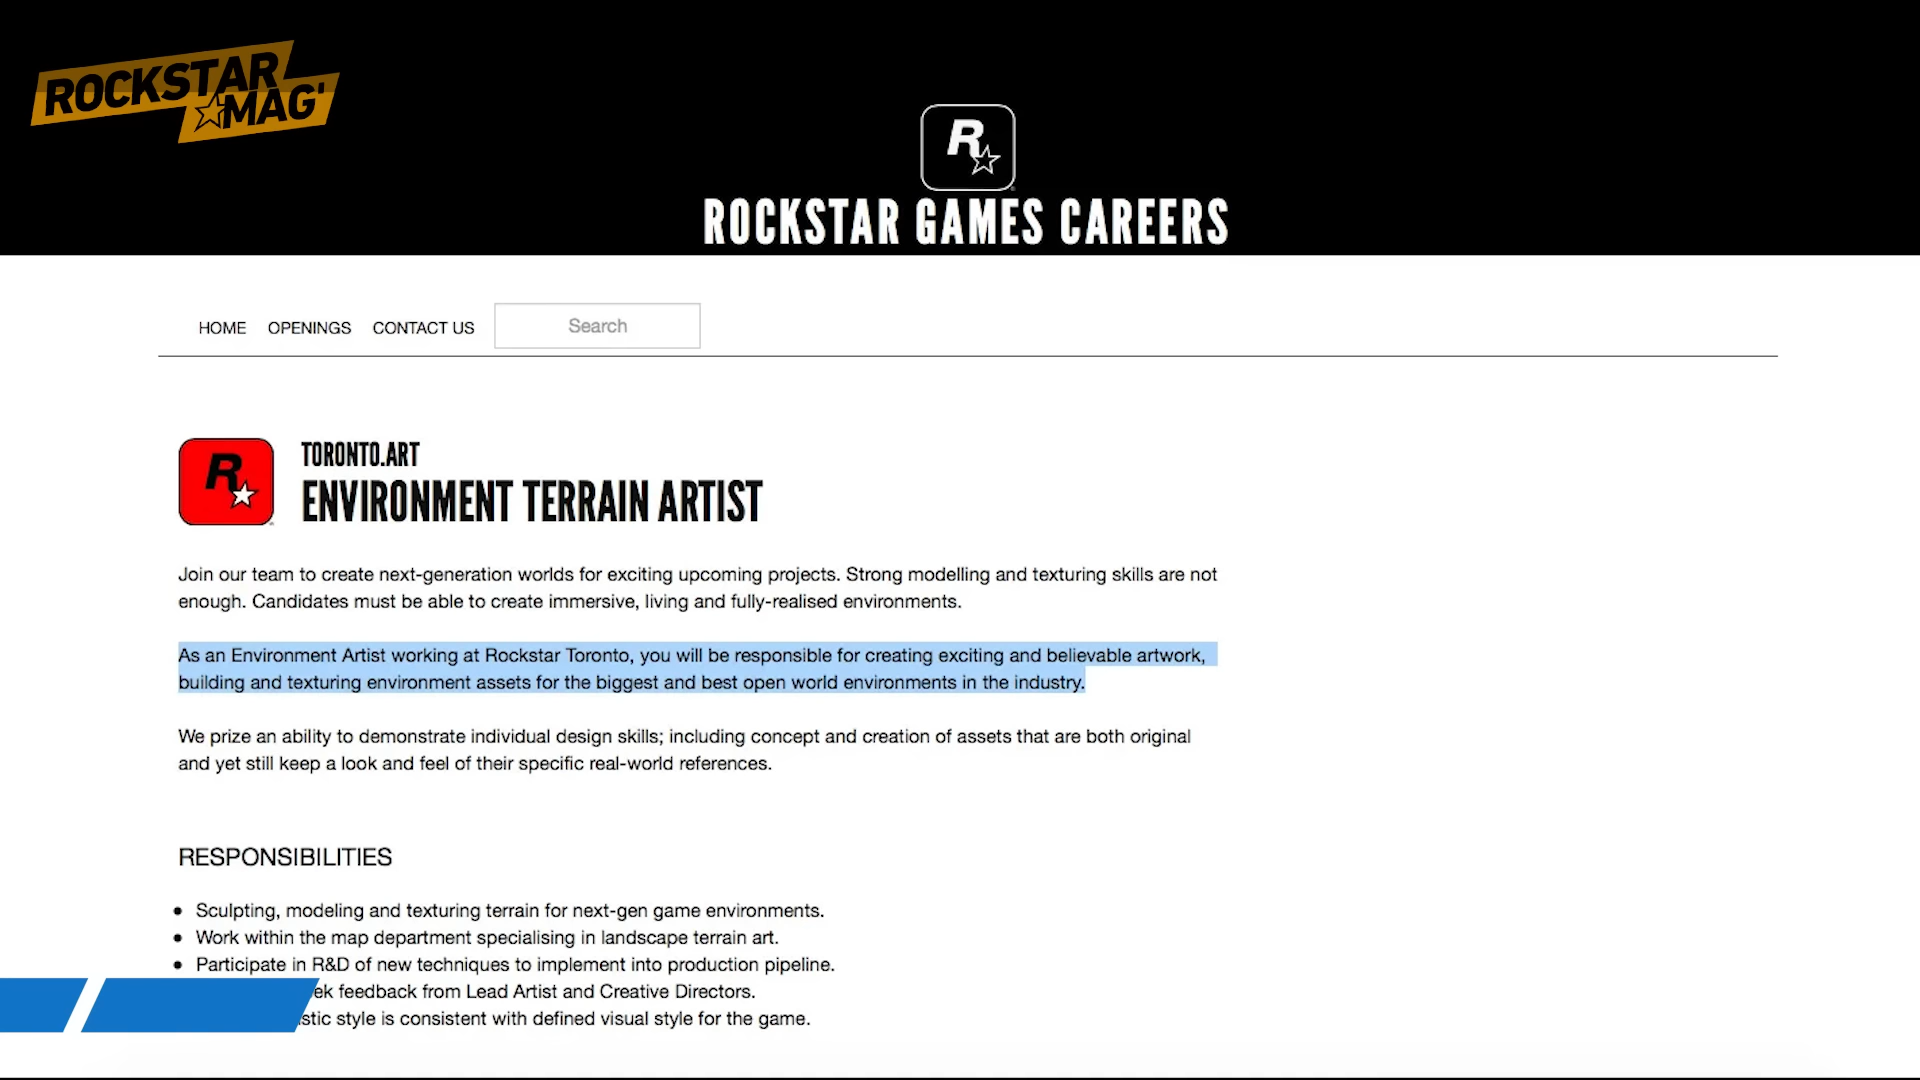 ROCKSTAR
MAG'
R
ROCKSTAR GAMES CAREERS
HOME OPENINGS CONTACT US Search
R
TORONTO.ART
ENVIRONMENT TERRAIN ARTIST
Join our team to create next-generation worlds for exciting upcoming projects. Strong modelling and texturing skills are not
enough. Candidates must be able to create immersive, living and fully-realised environments.
As an Environment Artist working at Rockstar Toronto, you will be responsible for creating exciting and believable artwork,
building and texturing environment assets for the biggest and best open world environments in the industry.
We prize an ability to demonstrate individual design skills; including concept and creation of assets that are both original
and yet still keep a look and feel of their specific real-world references.
RESPONSIBILITIES
• Sculpting, modeling and texturing terrain for next-gen game environments.
• Work within the map department specialising in landscape terrain art.
• Participate in R&D of new techniques to implement into production pipeline.
feedback from Lead Artist and Creative Directors.
style is consistent with defined visual style for the game.